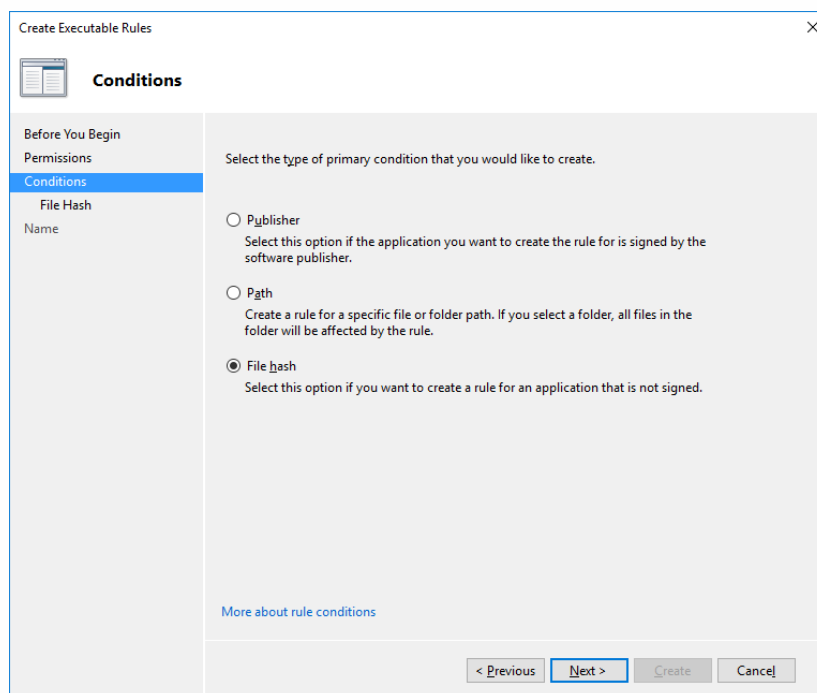 Create Executable Rules
Conditions
Before You Begin
Permissions
Conditions
File Hash
Name
Select the type of primary condition that you would like to create.
Publisher
Select this option if the application you want to create the rule for is signed by the
software publisher.
Path
Create a rule for a specific file or folder path. If you select a folder, all files in the
folder will be affected by the rule.
File hash
Select this option if you want to create a rule for an application that is not signed.
More about rule conditions
< Previous
Next >
Create
Cancel